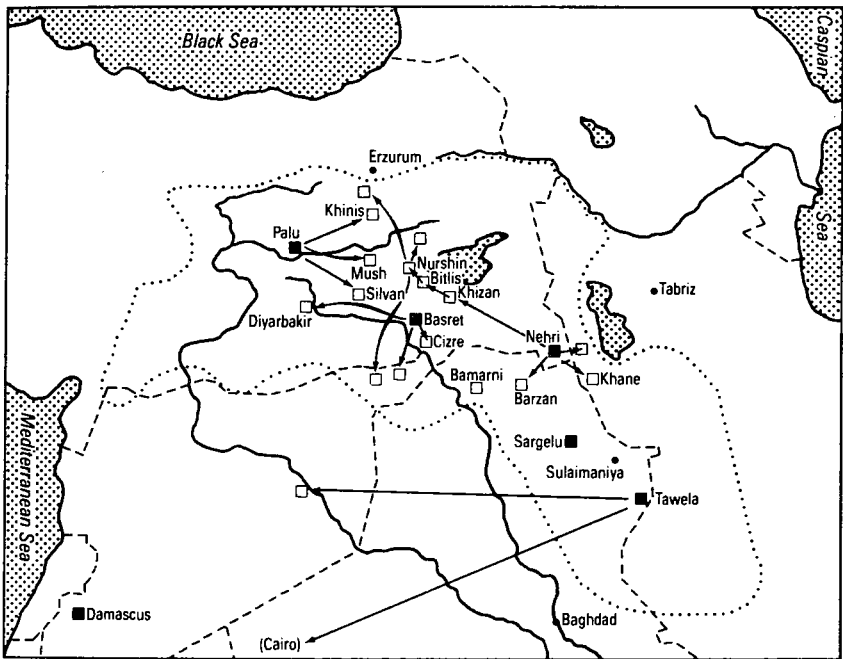 Black Sea
Caspian
Sea
Erzurum
Khinis
Palu
Mush
Nurshin
Bitlis
Silvan
Khizan
Tabriz
Diyarbakir
Basret
Cizre
Nehri
Bamarni
Barzan
Khane
Mediterranean Sea
Sargelu
Sulaimaniya
Tawela
Damascus
(Cairo)
Baghdad